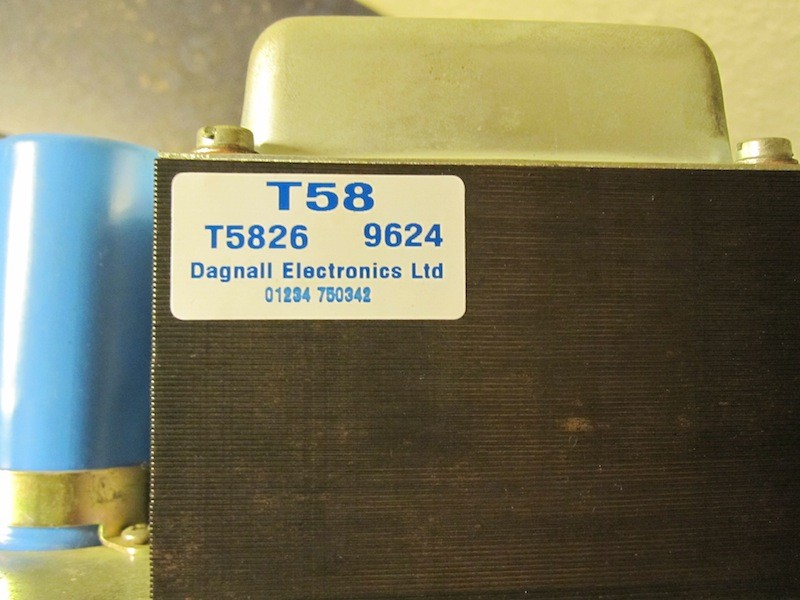 T58
T5826 9624
Dagnall Electronics Ltd
01234 750342